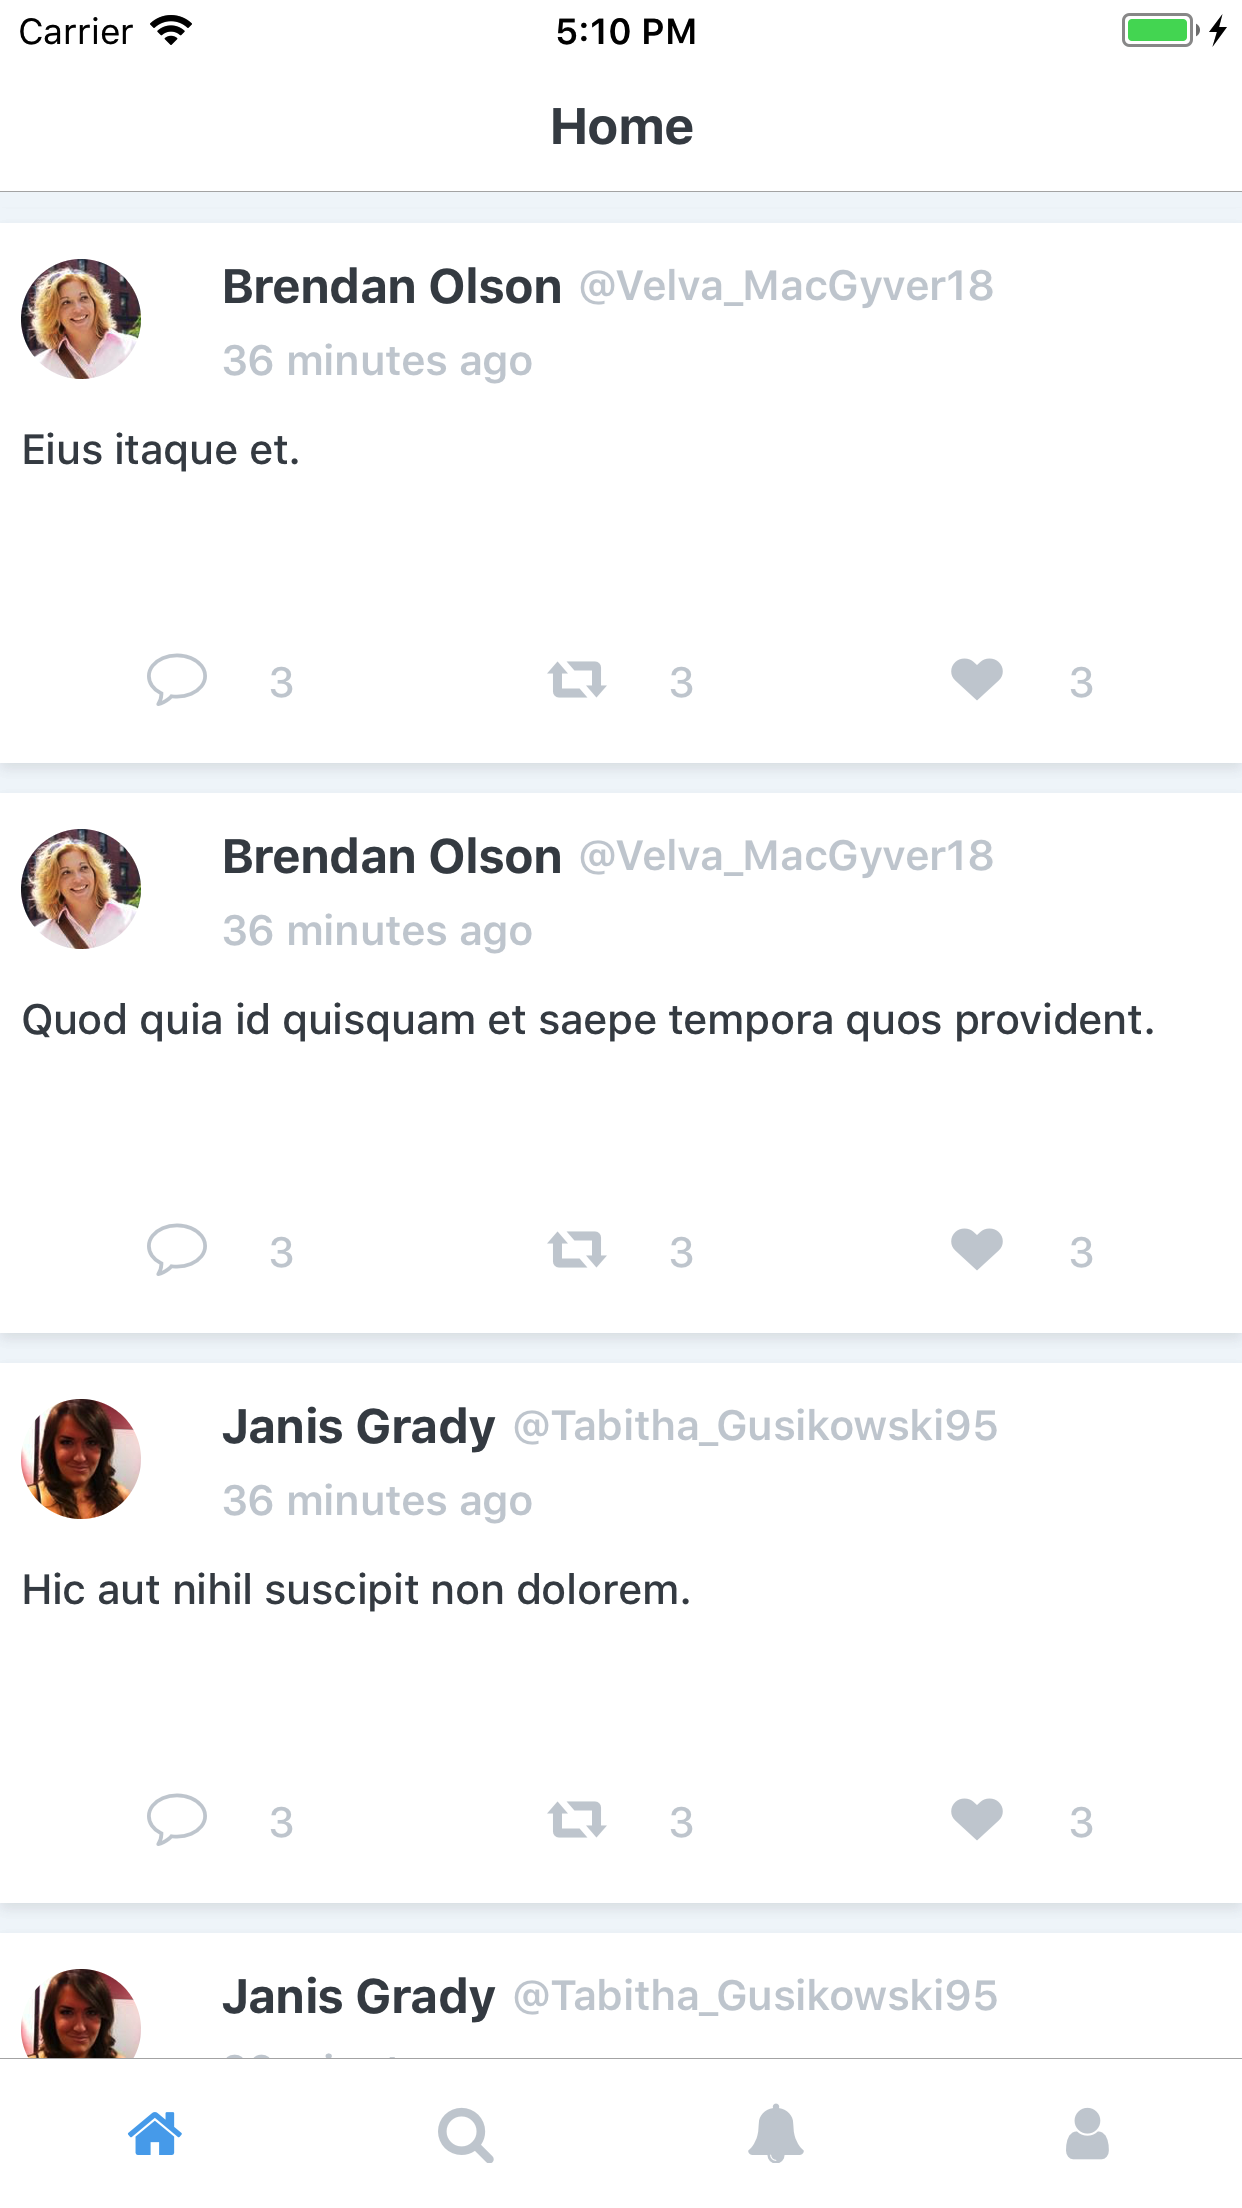 Carrier 5:10 PM
Home
Brendan Olson @Velva_MacGyver18
36 minutes ago
Eius itaque et.
3 3 3
Brendan Olson @Velva_MacGyver18
36 minutes ago
Quod quia id quisquam et saepe tempora quos provident.
3 3 3
Janis Grady @Tabitha_Gusikowski95
36 minutes ago
Hic aut nihil suscipit non dolorem.
3 3 3
Janis Grady @Tabitha_Gusikowski95